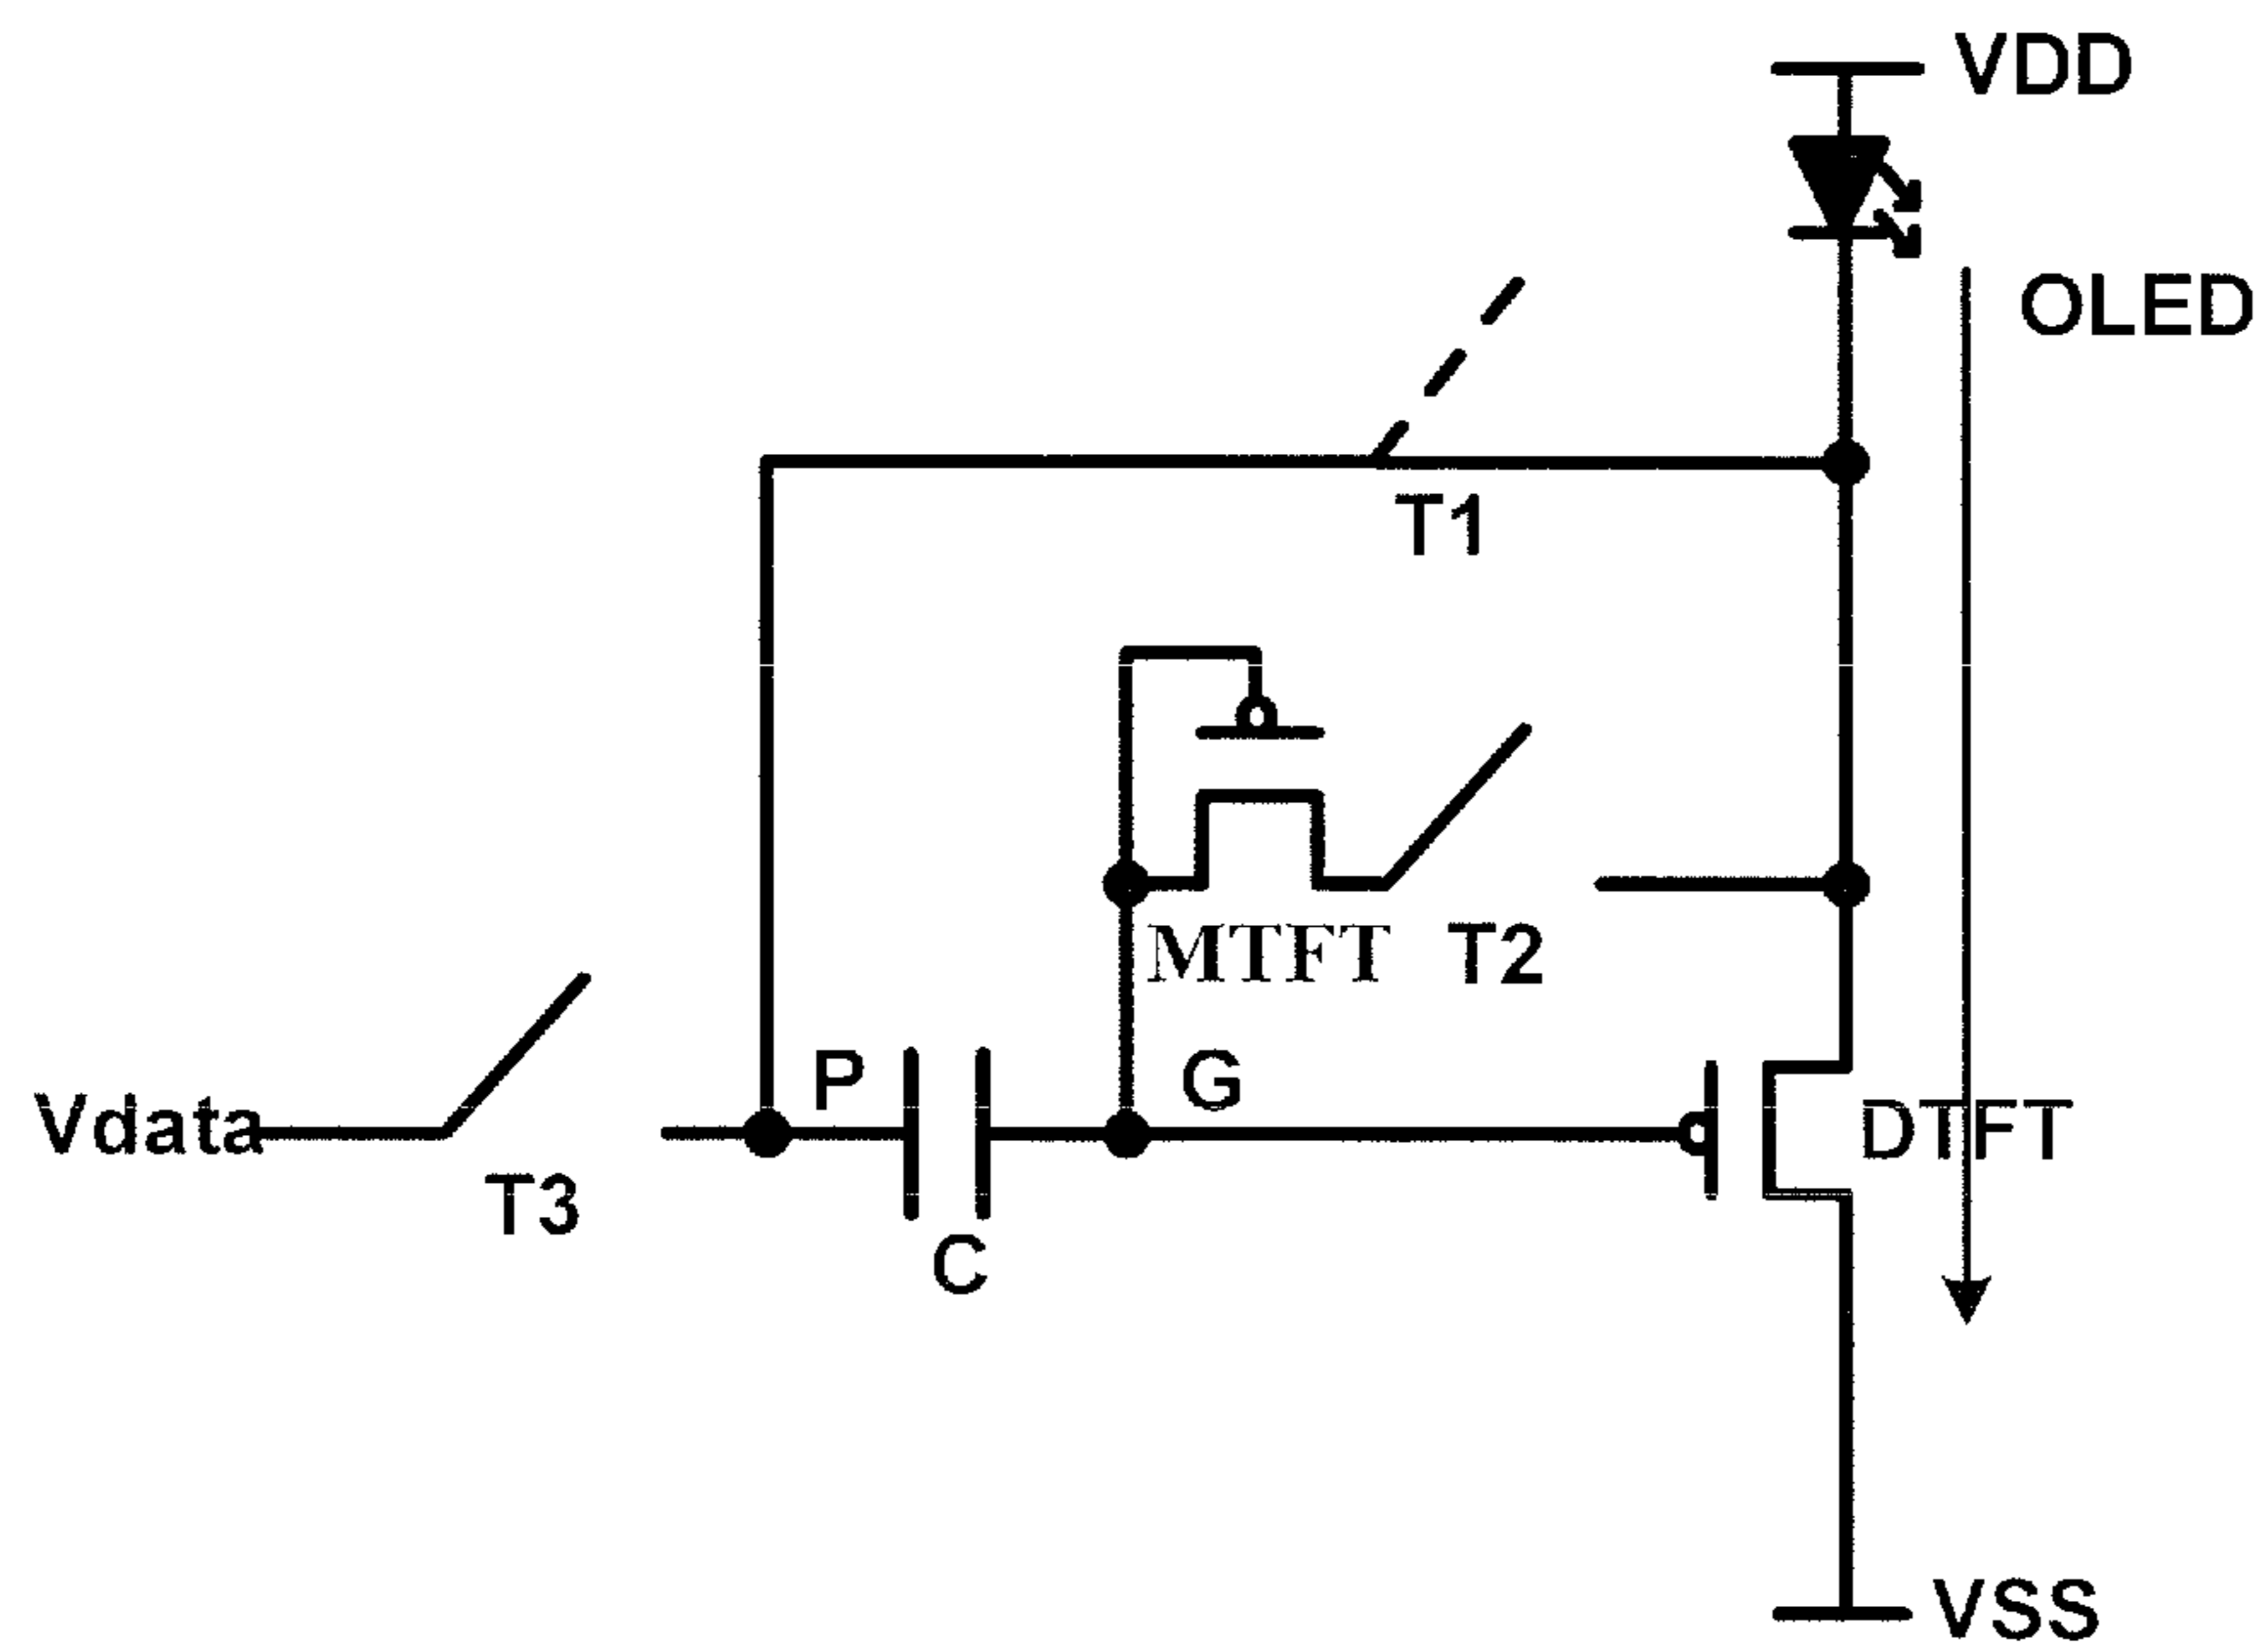 VDD
OLED
T1
MTFT
T2
P
G
Vdata
DTFT
T3
C
VSS